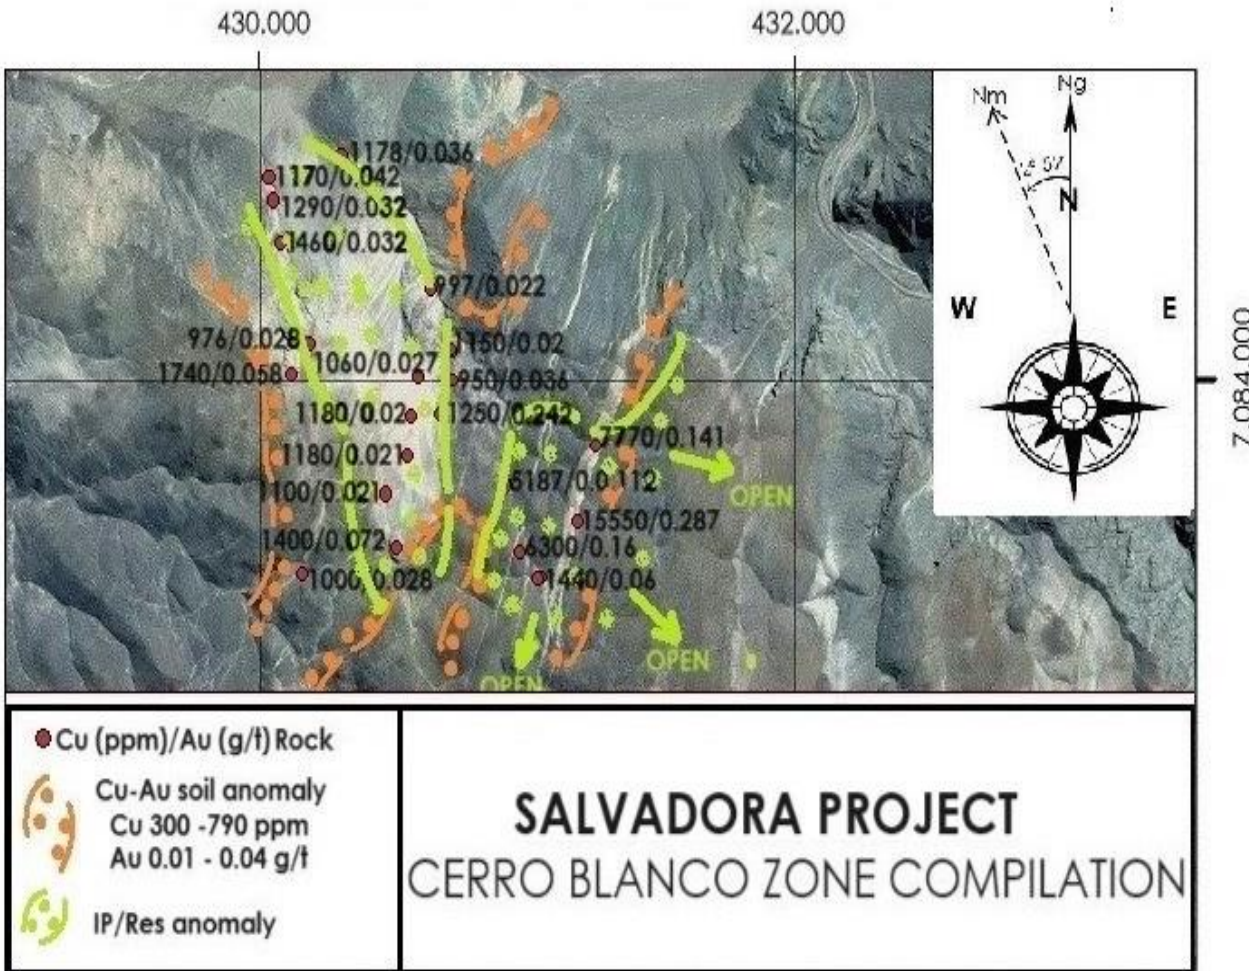 430.000
432.000
Nm
Ng
N
W
E
7.084.000
1178/0.036
1170/0.042
1290/0.032
1460/0.032
997/0.022
976/0.028
1150/0.02
1060/0.027
1740/0.058
950/0.036
1180/0.02
1250/0.242
7770/0.141
1180/0.021
6187/0.0.112
OPEN
1100/0.021
15550/0.287
1400/0.072
6300/0.16
1000/0.028
1440/0.06
OPEN
OPEN
Cu (ppm)/Au (g/t) Rock
Cu-Au soil anomaly
Cu 300 -790 ppm
Au 0.01 - 0.04 g/t
IP/Res anomaly
SALVADORA PROJECT
CERRO BLANCO ZONE COMPILATION